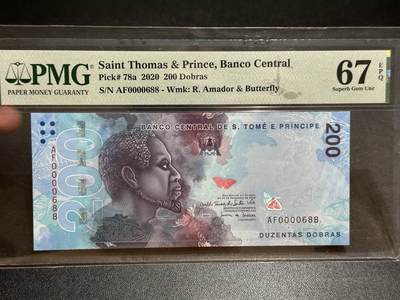 PMG
PAPER MONEY GUARANTY
Saint Thomas & Prince, Banco Central
Pick# 78a 2020 200 Dobras
S/N AF0000688 - Wmk: R. Amador & Butterfly
67 EPQ
Superb Gem Unc
BANCO CENTRAL DE S. TOMÉ E PRÍNCIPE
200
200
AF0000688
AF0000688
DUZENTAS DOBRAS